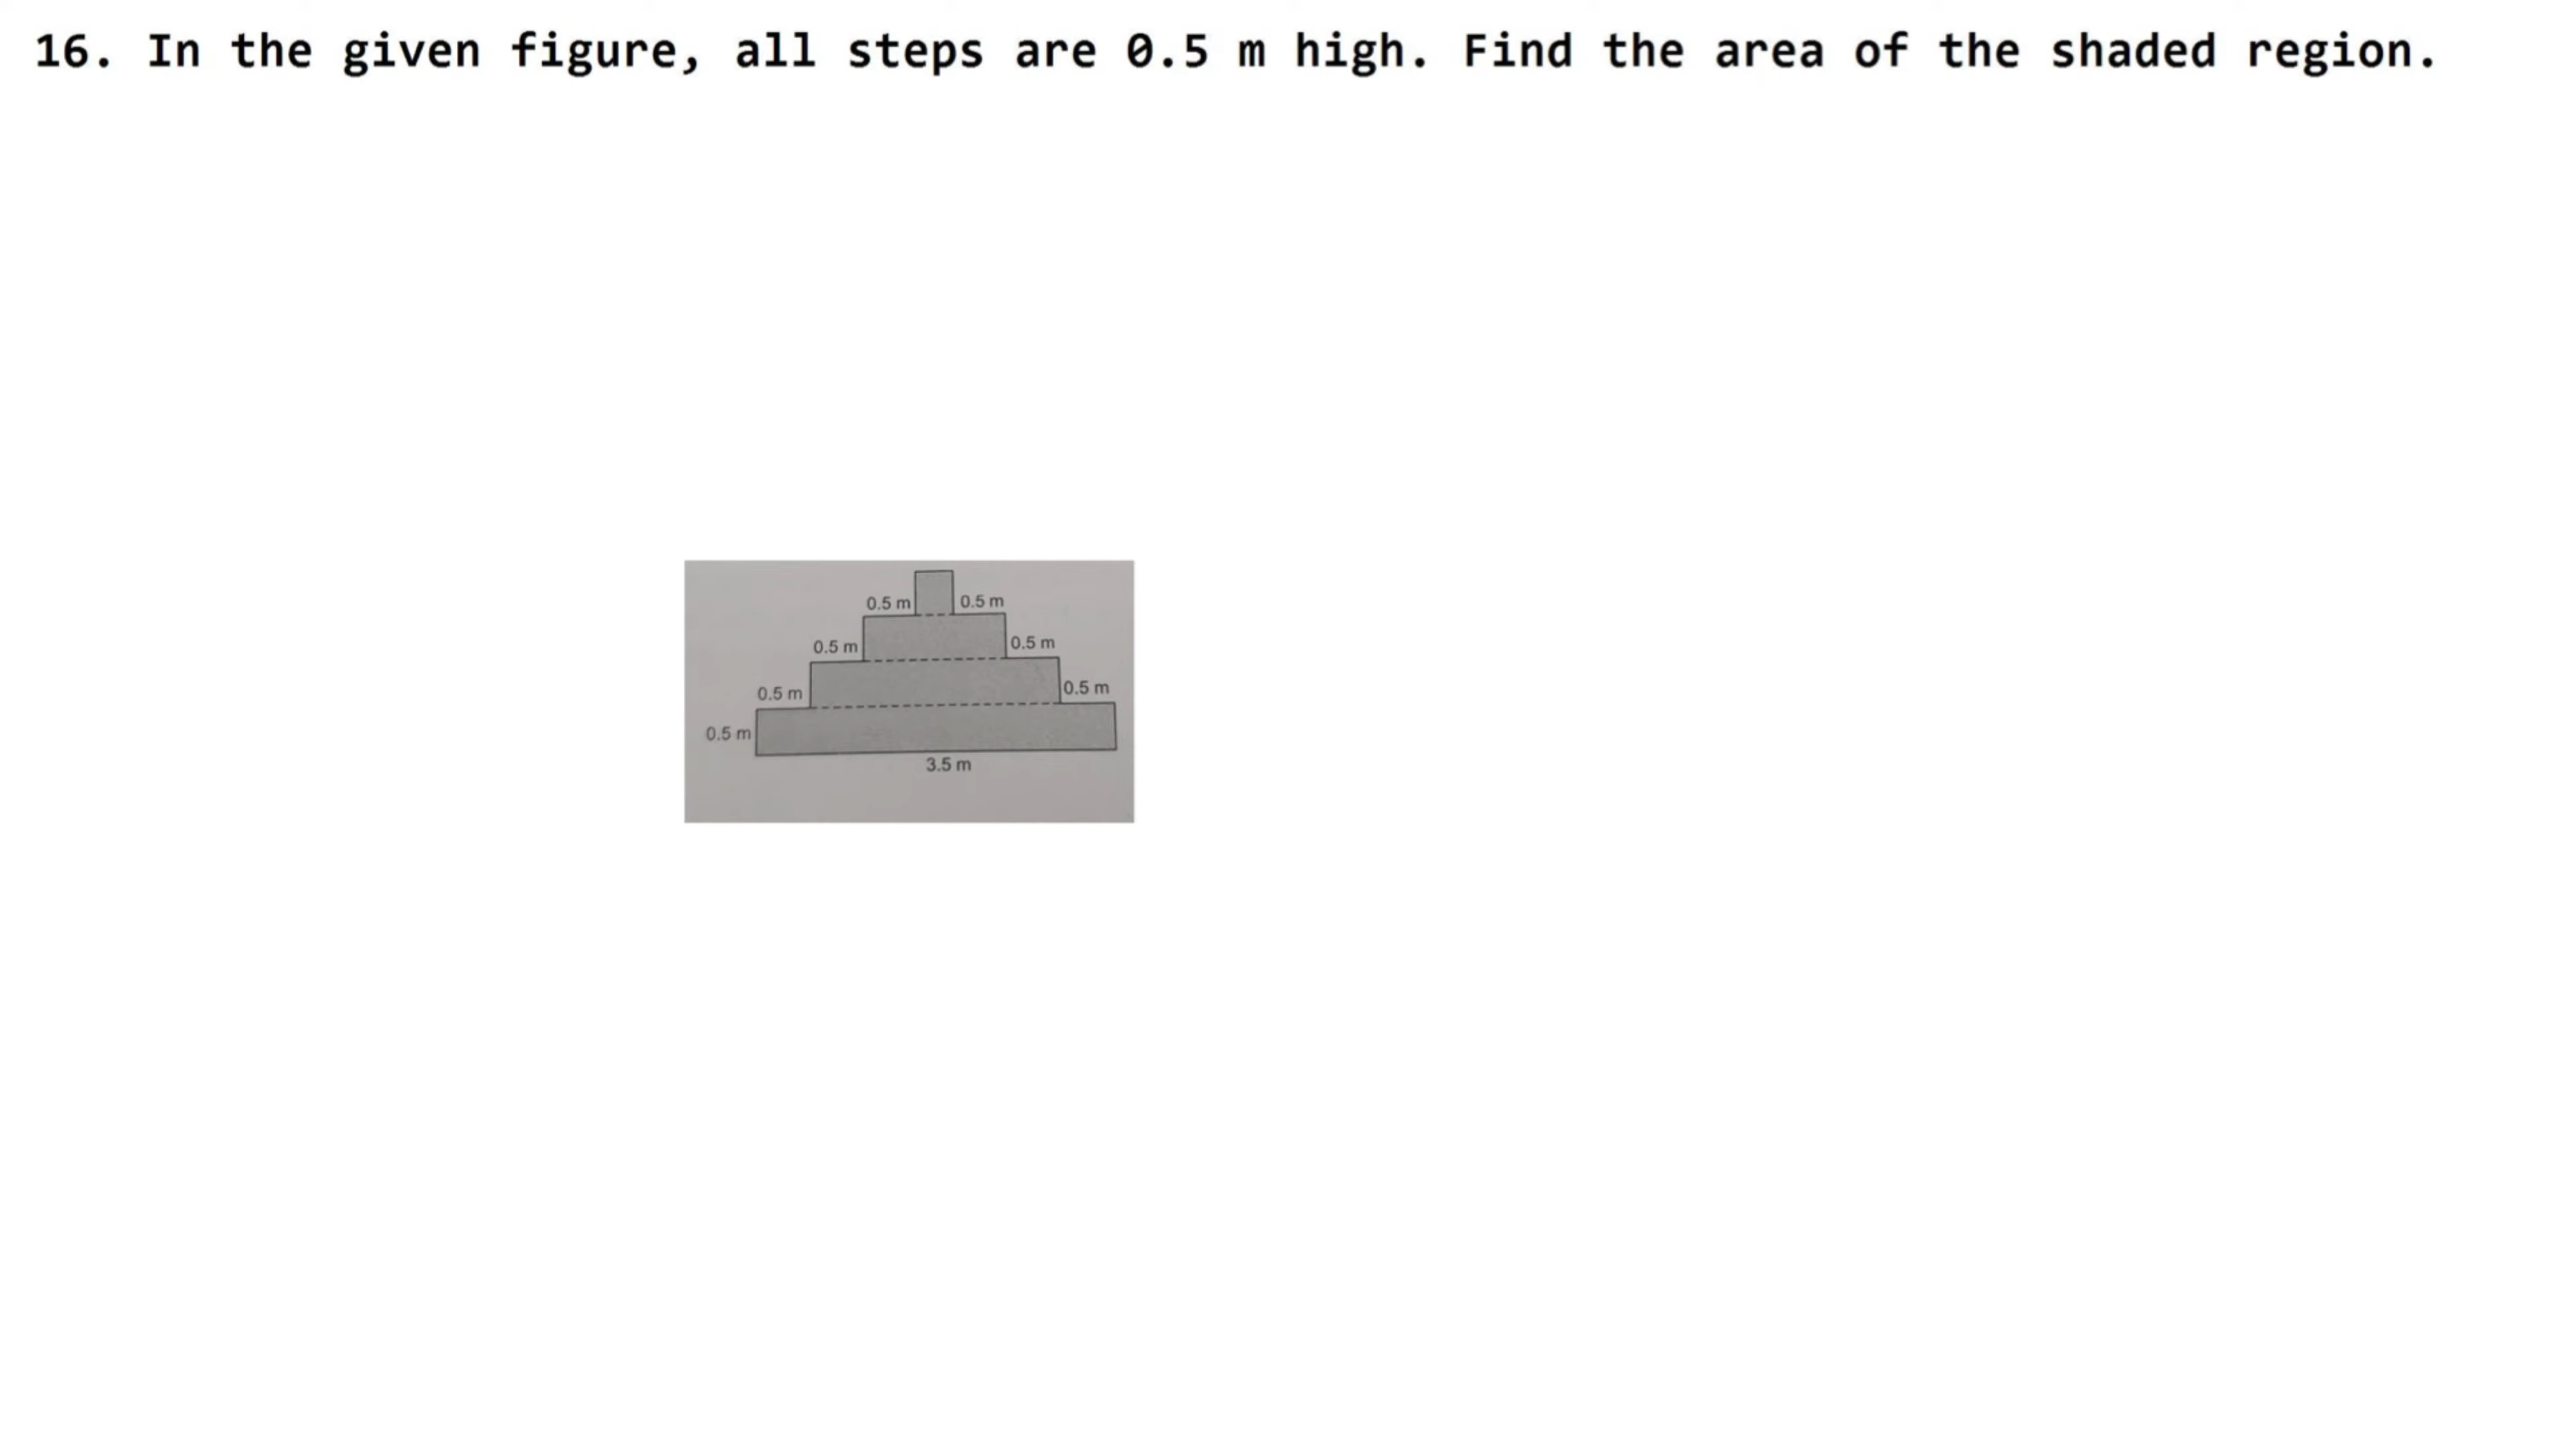 16. In the given figure, all steps are 0.5 m high. Find the area of the shaded region.
0.5 m 0.5 m
0.5 m 0.5 m
0.5 m 0.5 m
0.5 m
3.5 m